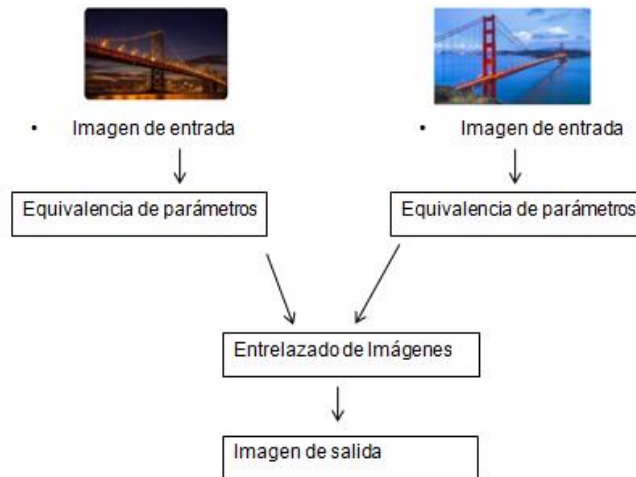 • Imagen de entrada
• Imagen de entrada
Equivalencia de parámetros
Equivalencia de parámetros
Entrelazado de Imágenes
Imagen de salida